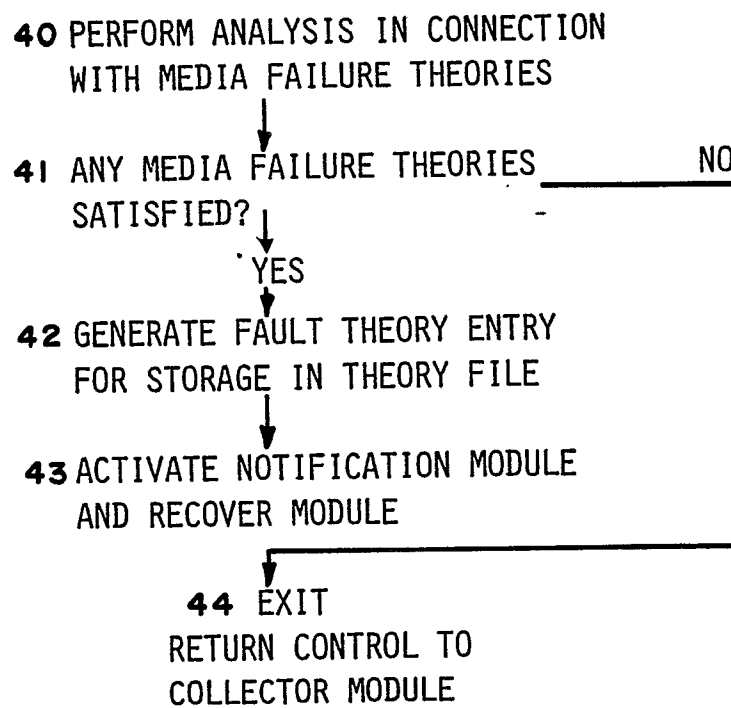 40 PERFORM ANALYSIS IN CONNECTION
WITH MEDIA FAILURE THEORIES
41 ANY MEDIA FAILURE THEORIES NO
SATISFIED?
YES
42 GENERATE FAULT THEORY ENTRY
FOR STORAGE IN THEORY FILE
43 ACTIVATE NOTIFICATION MODULE
AND RECOVER MODULE
44 EXIT
RETURN CONTROL TO
COLLECTOR MODULE